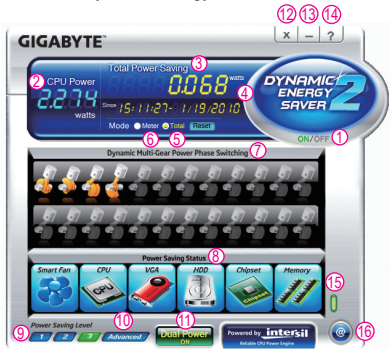 12 13 14
X – ?
GIGABYTE™
Total Power Saving 3
2 CPU Power
0.068 watts
4
2.274
watts
Since 15:11:27- 1/19/2010
Mode Meter Total Reset
6 5
DYNAMIC
ENERGY
SAVER 2
ON/OFF 1
Dynamic Multi-Gear Power Phase Switching 7
Power Saving Status 8
Smart Fan CPU VGA HDD Chipset Memory
CPU
Chipset
15
Power Saving Level 10 11
9 1 2 3 Advanced
Dual Power
ON
Powered by intersil
Reliable CPU Power Engine
@ 16